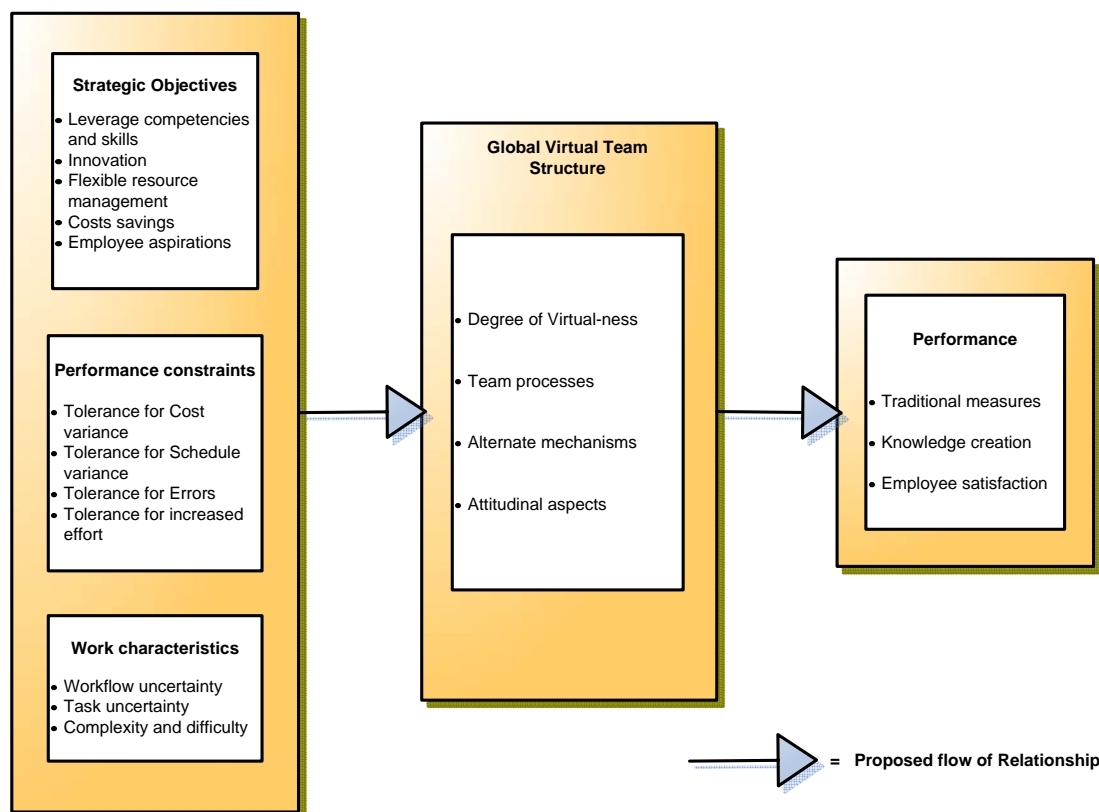 Strategic Objectives
• Leverage competencies
and skills
• Innovation
• Flexible resource
management
• Costs savings
• Employee aspirations
Performance constraints
• Tolerance for Cost
variance
• Tolerance for Schedule
variance
• Tolerance for Errors
• Tolerance for increased
effort
Work characteristics
• Workflow uncertainty
• Task uncertainty
• Complexity and difficulty
Global Virtual Team
Structure
• Degree of Virtual-ness
• Team processes
• Alternate mechanisms
• Attitudinal aspects
Performance
• Traditional measures
• Knowledge creation
• Employee satisfaction
= Proposed flow of Relationship